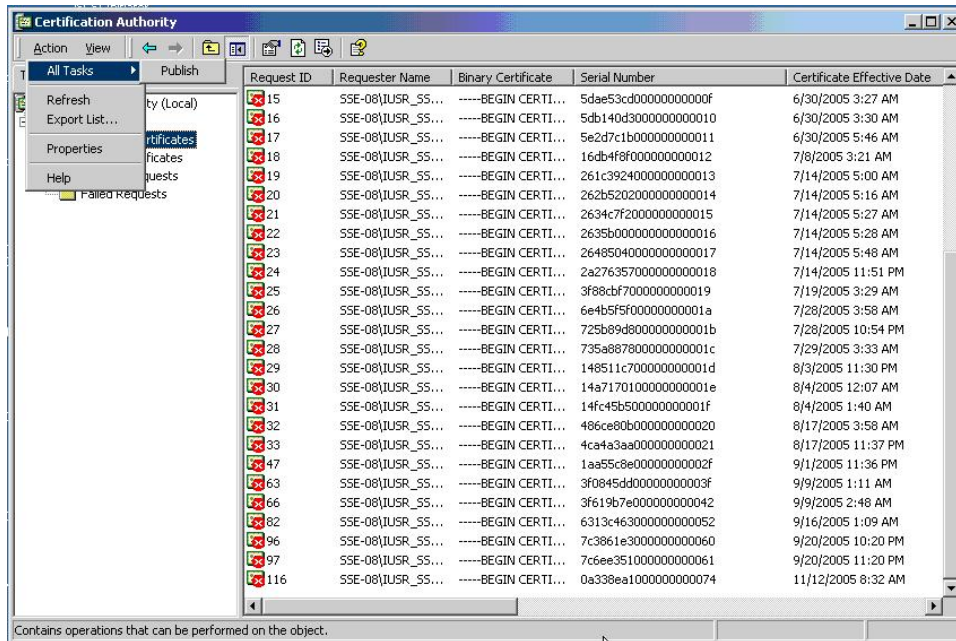 Certification Authority
Action View
All Tasks Publish
Refresh
Export List...
Properties
Help
ty (Local)
rtificates
ficates
quests
Failed Requests
Request ID Requester Name Binary Certificate Serial Number Certificate Effective Date
15 SSE-08\IUSR_SS... -----BEGIN CERTI... 5dae53cd00000000000f 6/30/2005 3:27 AM
16 SSE-08\IUSR_SS... -----BEGIN CERTI... 5db140d3000000000010 6/30/2005 3:30 AM
17 SSE-08\IUSR_SS... -----BEGIN CERTI... 5e2d7c1b000000000011 6/30/2005 5:46 AM
18 SSE-08\IUSR_SS... -----BEGIN CERTI... 16db4f8f000000000012 7/8/2005 3:21 AM
19 SSE-08\IUSR_SS... -----BEGIN CERTI... 261c3924000000000013 7/14/2005 5:00 AM
20 SSE-08\IUSR_SS... -----BEGIN CERTI... 262b5202000000000014 7/14/2005 5:16 AM
21 SSE-08\IUSR_SS... -----BEGIN CERTI... 2634c7f2000000000015 7/14/2005 5:27 AM
22 SSE-08\IUSR_SS... -----BEGIN CERTI... 2635b000000000000016 7/14/2005 5:28 AM
23 SSE-08\IUSR_SS... -----BEGIN CERTI... 26485040000000000017 7/14/2005 5:48 AM
24 SSE-08\IUSR_SS... -----BEGIN CERTI... 2a276357000000000018 7/14/2005 11:51 PM
25 SSE-08\IUSR_SS... -----BEGIN CERTI... 3f88cbf7000000000019 7/19/2005 3:29 AM
26 SSE-08\IUSR_SS... -----BEGIN CERTI... 6e4b5f5f00000000001a 7/28/2005 3:58 AM
27 SSE-08\IUSR_SS... -----BEGIN CERTI... 725b89d800000000001b 7/28/2005 10:54 PM
28 SSE-08\IUSR_SS... -----BEGIN CERTI... 735a887800000000001c 7/29/2005 3:33 AM
29 SSE-08\IUSR_SS... -----BEGIN CERTI... 148511c700000000001d 8/3/2005 11:30 PM
30 SSE-08\IUSR_SS... -----BEGIN CERTI... 14a7170100000000001e 8/4/2005 12:07 AM
31 SSE-08\IUSR_SS... -----BEGIN CERTI... 14fc45b500000000001f 8/4/2005 1:40 AM
32 SSE-08\IUSR_SS... -----BEGIN CERTI... 486ce80b000000000020 8/17/2005 3:58 AM
33 SSE-08\IUSR_SS... -----BEGIN CERTI... 4ca4a3aa000000000021 8/17/2005 11:37 PM
47 SSE-08\IUSR_SS... -----BEGIN CERTI... 1aa55c8e00000000002f 9/1/2005 11:36 PM
63 SSE-08\IUSR_SS... -----BEGIN CERTI... 3f0845dd00000000003f 9/9/2005 1:11 AM
66 SSE-08\IUSR_SS... -----BEGIN CERTI... 3f619b7e000000000042 9/9/2005 2:48 AM
82 SSE-08\IUSR_SS... -----BEGIN CERTI... 6313c463000000000052 9/16/2005 1:09 AM
96 SSE-08\IUSR_SS... -----BEGIN CERTI... 7c3861e3000000000060 9/20/2005 10:20 PM
97 SSE-08\IUSR_SS... -----BEGIN CERTI... 7c6ee351000000000061 9/20/2005 11:20 PM
116 SSE-08\IUSR_SS... -----BEGIN CERTI... 0a338ea1000000000074 11/12/2005 8:32 AM
Contains operations that can be performed on the object.